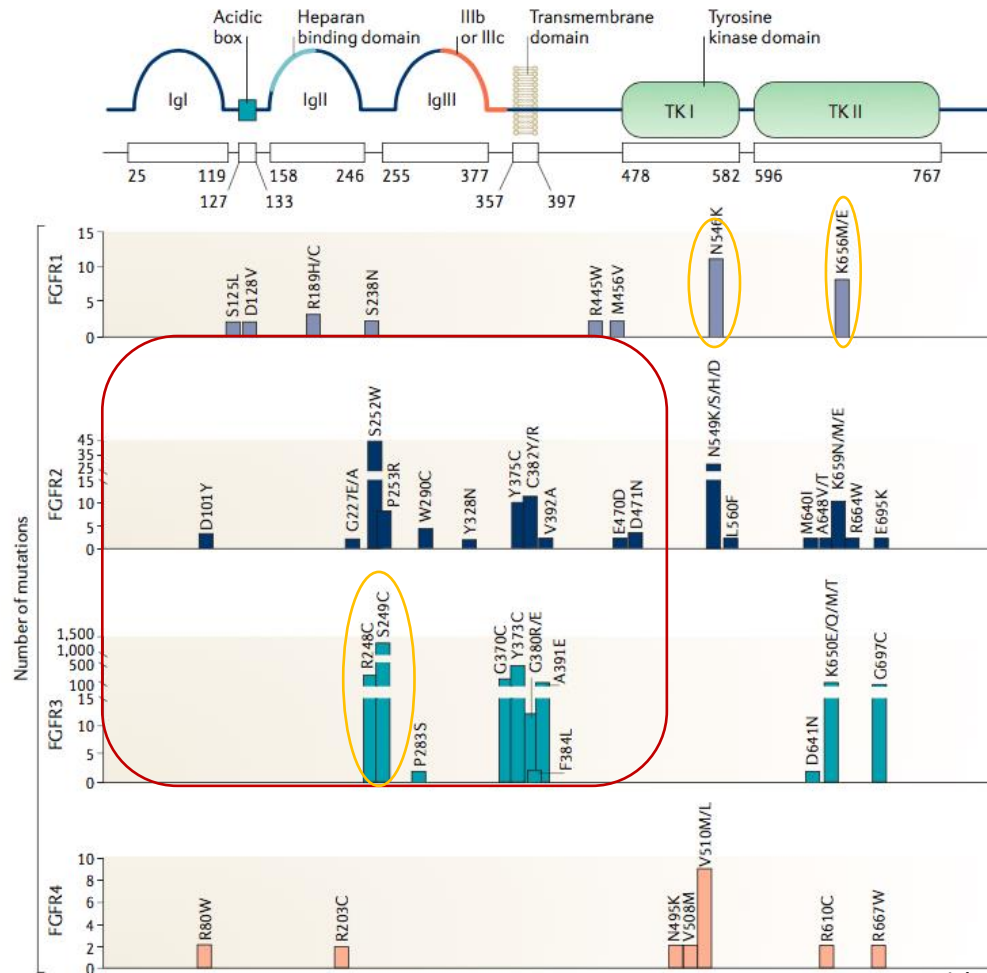 Acidic box
Heparan binding domain
IIIb or IIIc
Transmembrane domain
Tyrosine kinase domain
IgI
IgII
IgIII
TK I
TK II
25
119
158
246
255
377
478
582
596
767
127
133
357
397
Number of mutations
FGFR1
15
10
5
0
S125L
D128V
R189H/C
S238N
R445W
M456V
N546K
K656M/E
FGFR2
45
35
25
15
10
5
0
D101Y
G227E/A
S252W
P253R
W290C
Y328N
Y375C
C382Y/R
V392A
E470D
D471N
N549K/S/H/D
L560F
M640I
A648V/T
K659N/M/E
R664W
E695K
FGFR3
1,500
1,000
500
100
15
10
5
0
R248C
S249C
P283S
G370C
Y373C
G380R/E
A391E
F384L
D641N
K650E/Q/M/T
G697C
FGFR4
10
8
6
4
2
0
R80W
R203C
N495K
V508M
V510M/L
R610C
R667W